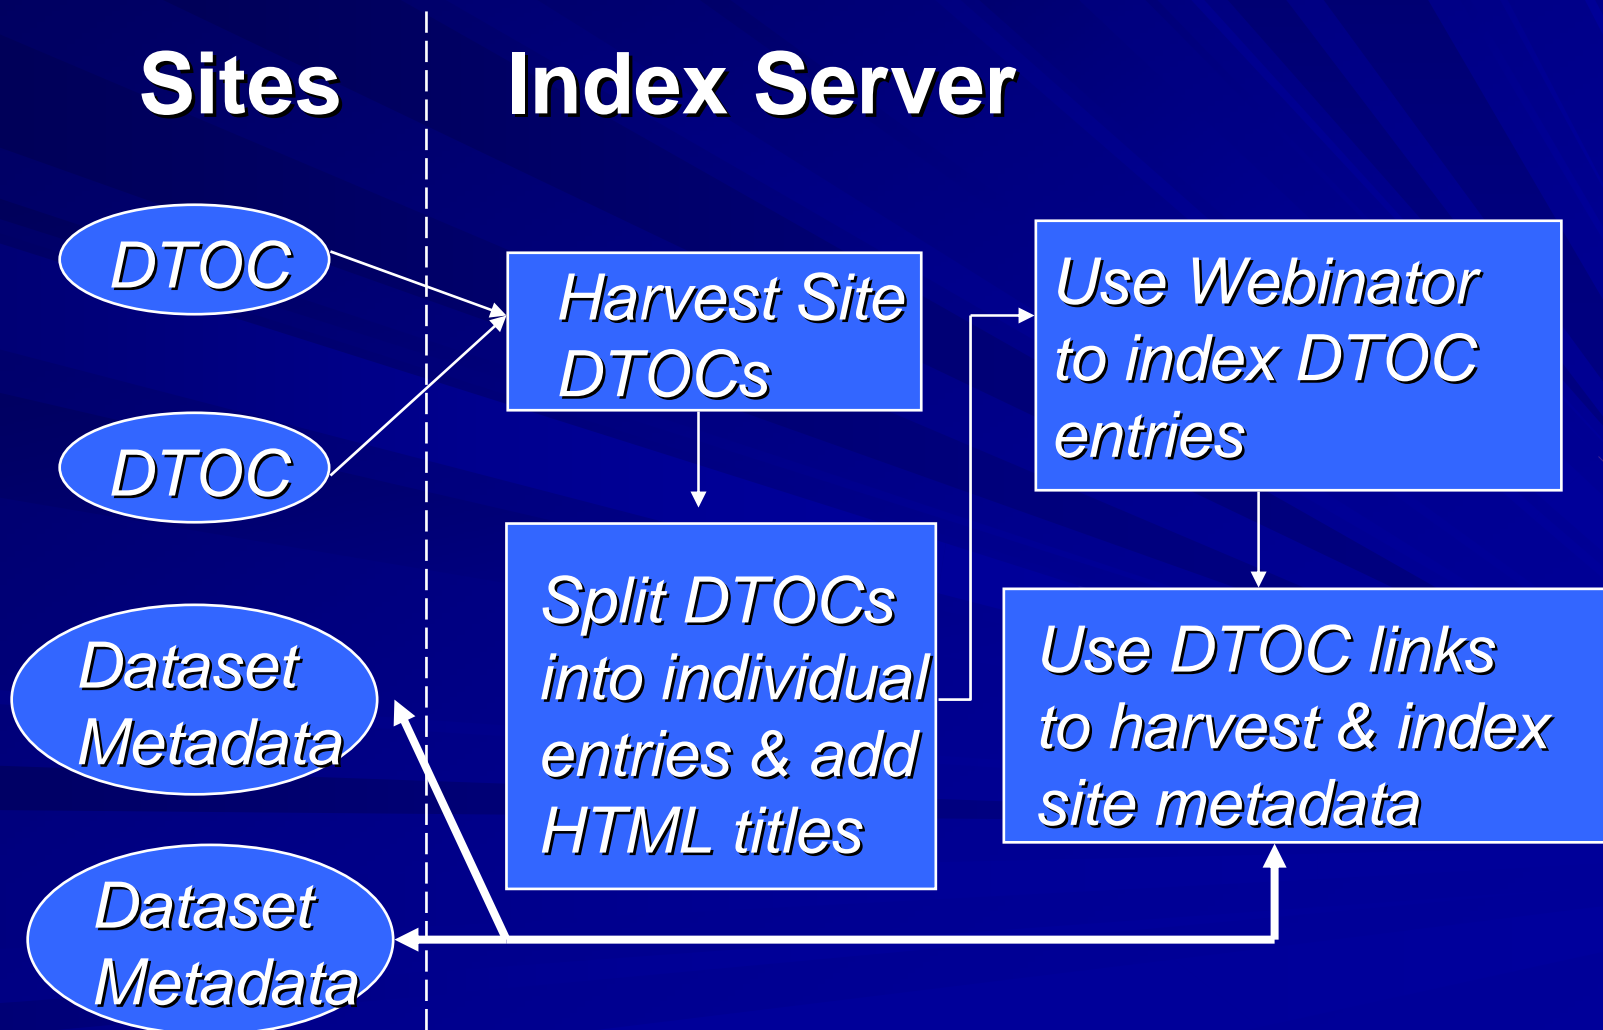 Sites
Index Server
DTOC
DTOC
Dataset
Metadata
Dataset
Metadata
Harvest Site
DTOCs
Split DTOCs
into individual
entries & add
HTML titles
Use Webinator
to index DTOC
entries
Use DTOC links
to harvest & index
site metadata